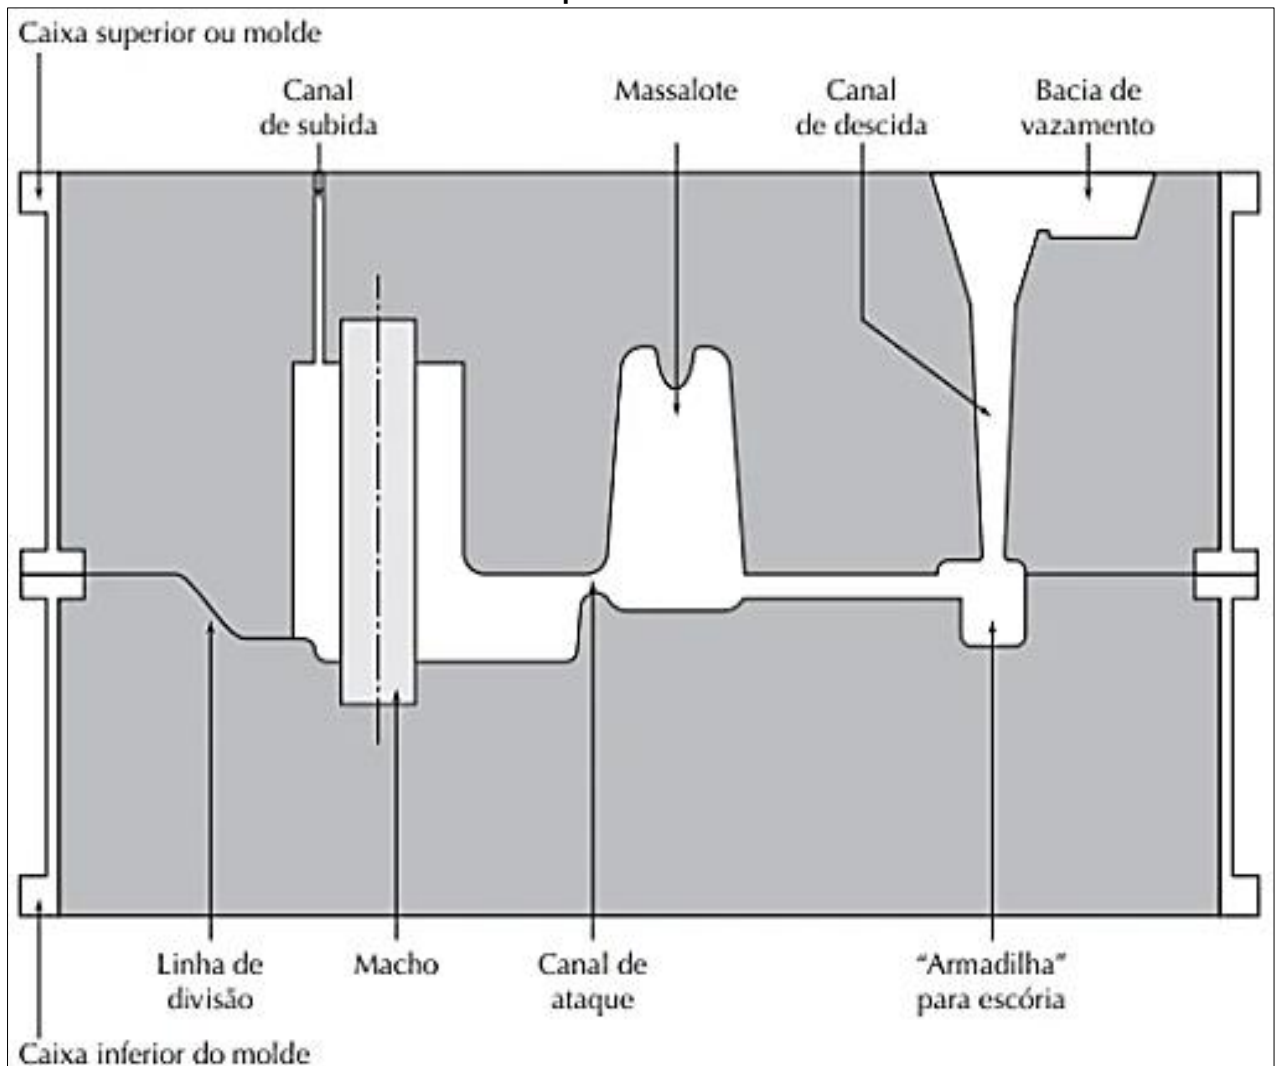 Caixa superior ou molde
Canal
de subida
Massalote
Canal
de descida
Bacia de
vazamento
Linha de
divisão
Macho
Canal de
ataque
“Armadilha”
para escória
Caixa inferior do molde